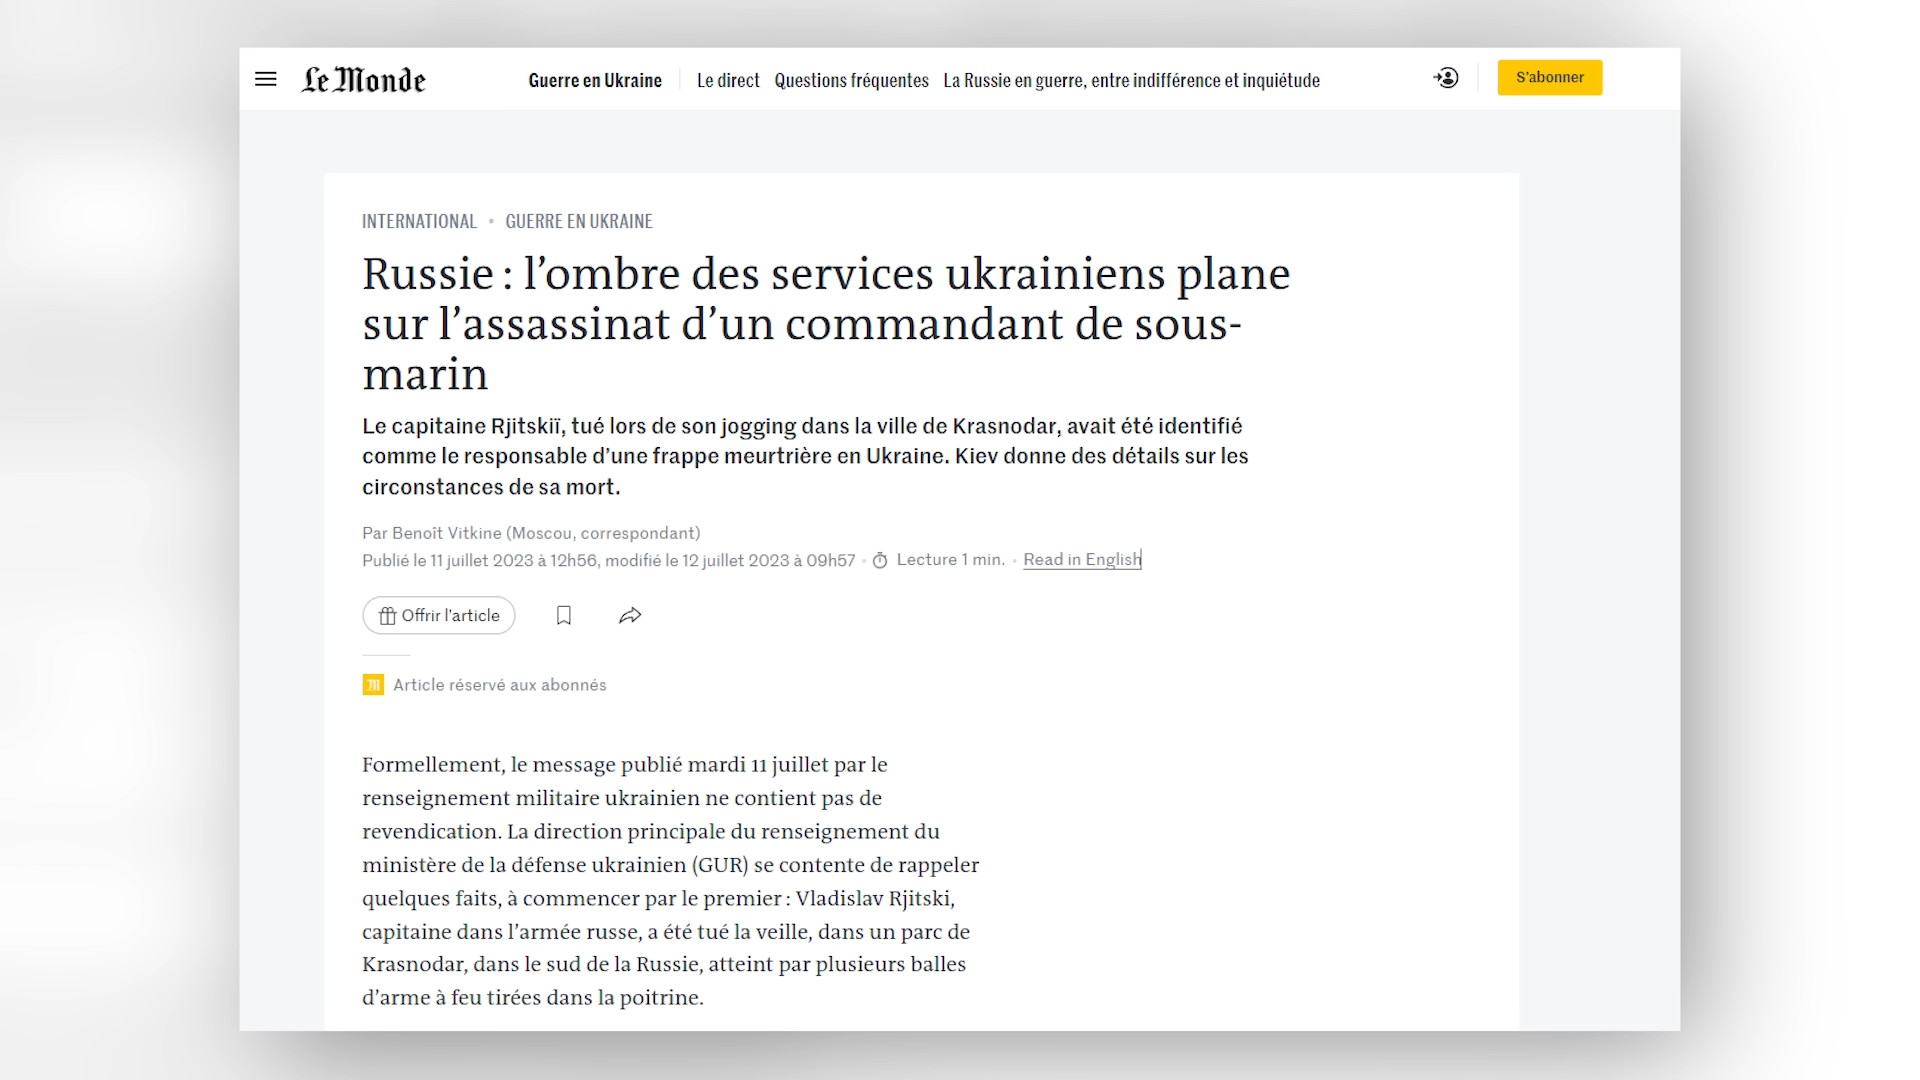 Le Monde
Guerre en Ukraine
Le direct
Questions fréquentes
La Russie en guerre, entre indifférence et inquiétude
S'abonner
INTERNATIONAL • GUERRE EN UKRAINE
Russie : l'ombre des services ukrainiens plane
sur l'assassinat d'un commandant de sous-
marin
Le capitaine Rjitskiï, tué lors de son jogging dans la ville de Krasnodar, avait été identifié
comme le responsable d'une frappe meurtrière en Ukraine. Kiev donne des détails sur les
circonstances de sa mort.
Par Benoît Vitkine (Moscou, correspondant)
Publié le 11 juillet 2023 à 12h56, modifié le 12 juillet 2023 à 09h57 • Lecture 1 min. • Read in English
Offrir l'article
Article réservé aux abonnés
Formellement, le message publié mardi 11 juillet par le
renseignement militaire ukrainien ne contient pas de
revendication. La direction principale du renseignement du
ministère de la défense ukrainien (GUR) se contente de rappeler
quelques faits, à commencer par le premier : Vladislav Rjitski,
capitaine dans l'armée russe, a été tué la veille, dans un parc de
Krasnodar, dans le sud de la Russie, atteint par plusieurs balles
d'arme à feu tirées dans la poitrine.